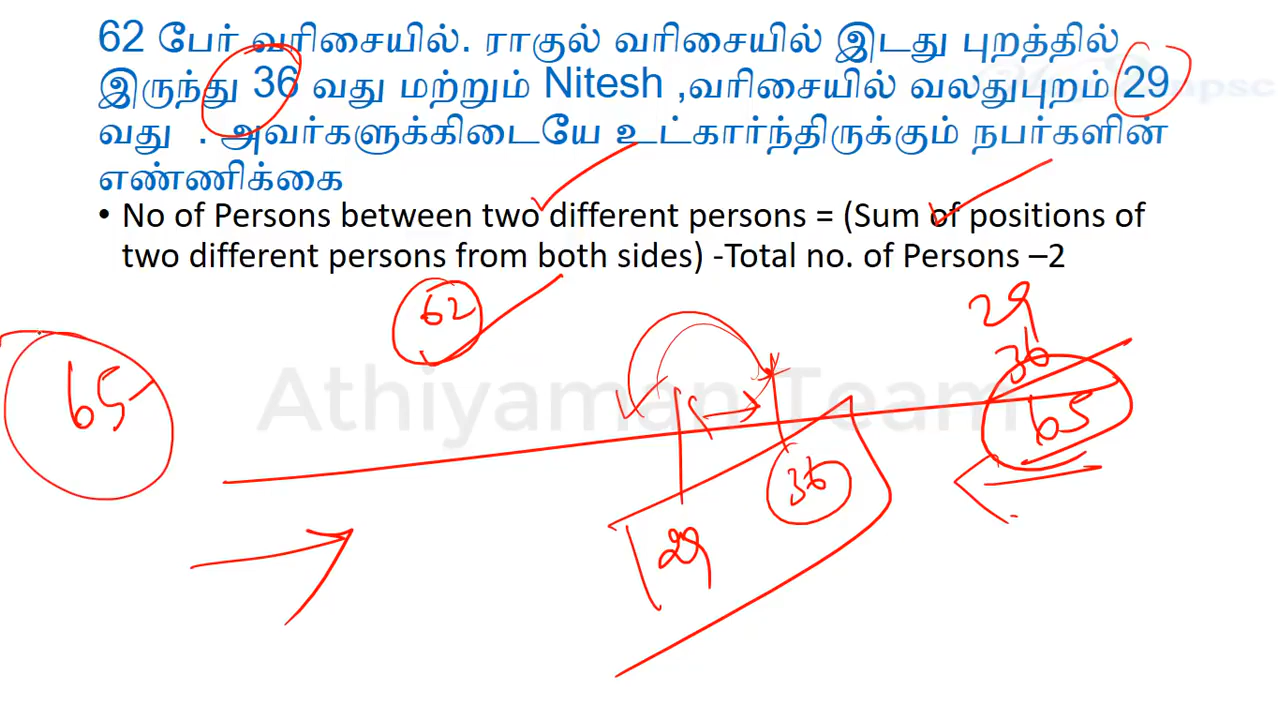 62 பேர் வரிசையில். ராகுல் வரிசையில் இடது புறத்தில்
இருந்து 36 வது மற்றும் Nitesh ,வரிசையில் வலதுபுறம் 29
வது . அவர்களுக்கிடையே உட்கார்ந்திருக்கும் நபர்களின்
எண்ணிக்கை
• No of Persons between two different persons = (Sum of positions of
two different persons from both sides) -Total no. of Persons –2
62
29
36
65
65
Athiyaman Team
36
29